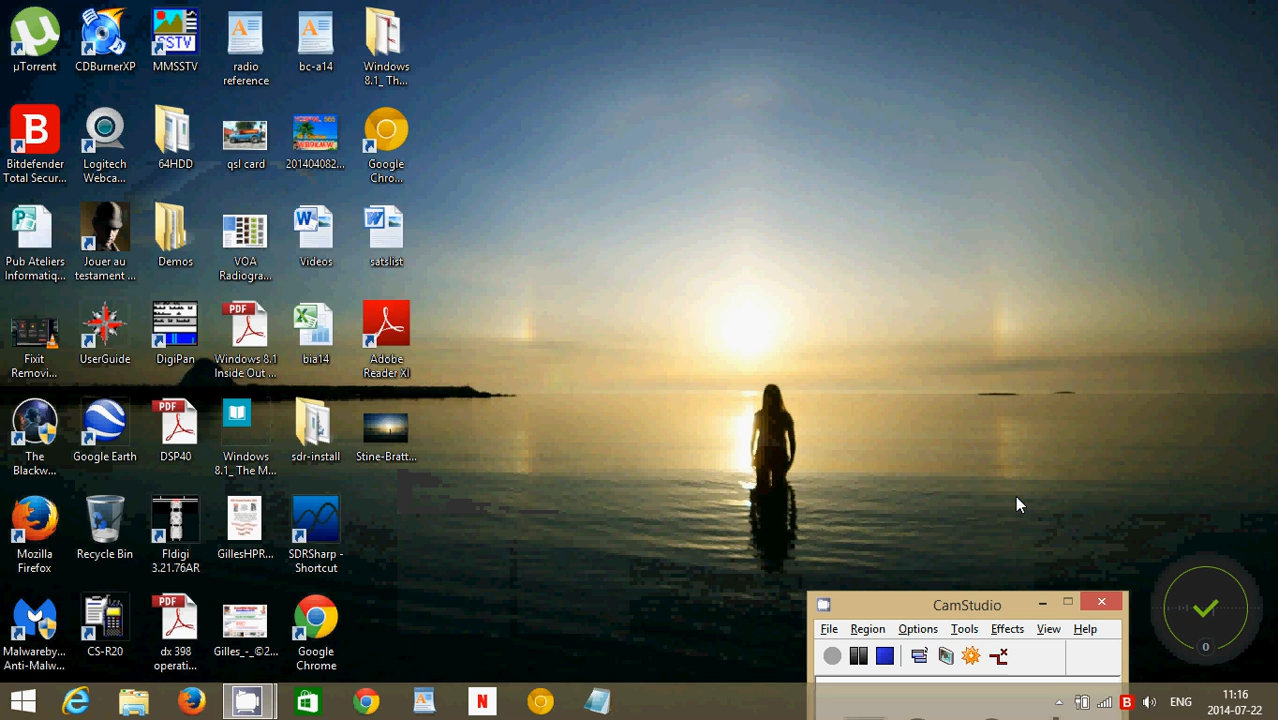 µTorrent
CDBurnerXP
SSTV
MMSSTV
radio
reference
bc-a14
Windows
8.1_ Th...
B
Bitdefender
Total Secur...
Logitech
Webca...
64HDD
qsl card
201404082...
Google
Chro...
Pub Ateliers
Informatiq...
Jouer au
testament ...
Demos
VOA
Radiogra...
Videos
satslist
Fixit
Removi...
UserGuide
DigiPan
PDF
Windows 8.1
Inside Out ...
bia14
Adobe
Reader XI
The
Blackw...
Google Earth
PDF
DSP40
Windows
8.1_ The M...
sdr-install
Stine-Bratt...
Mozilla
Firefox
Recycle Bin
Fldigi
3.21.76AR
GillesHPR...
SDRSharp -
Shortcut
Malwareby...
Anti-Malw...
CS-R20
PDF
dx 398
operati...
Gilles_-_©2...
Google
Chrome
CamStudio
File Region Options Tools Effects View Help
0
N
B
ENG
11:16
2014-07-22